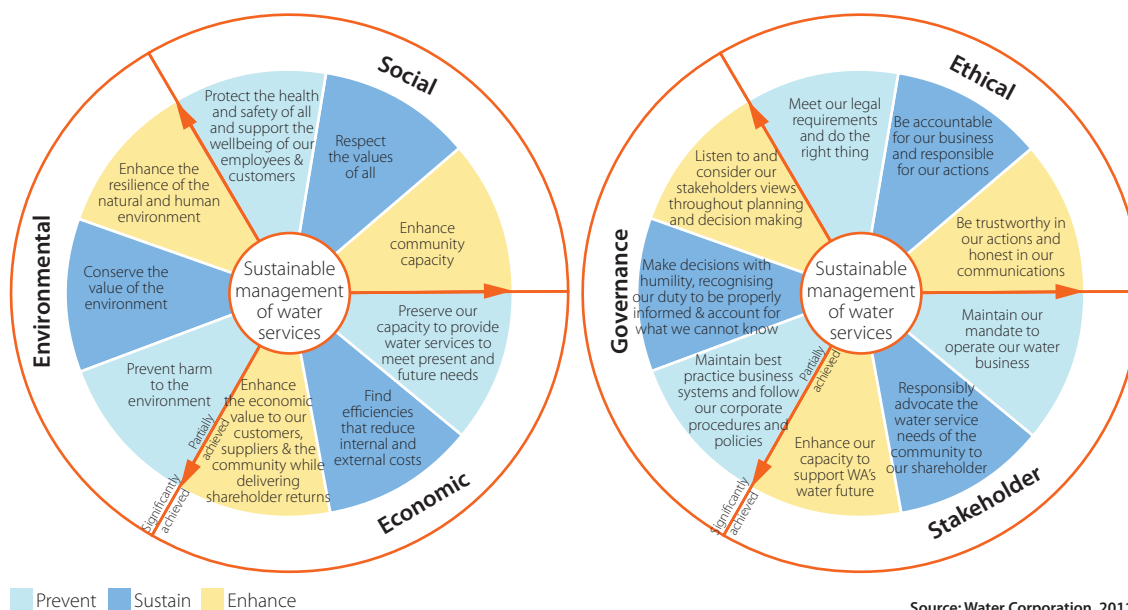 Social
Protect the health
and safety of all
and support the
wellbeing of our
employees &
customers
Respect
the values
of all
Enhance
community
capacity
Environmental
Enhance the
resilience of the
natural and human
environment
Conserve the
value of the
environment
Prevent harm
to the
environment
Sustainable
management
of water
services
Economic
Preserve our
capacity to provide
water services to
meet present and
future needs
Find
efficiencies
that reduce
internal and
external costs
Enhance
the economic
value to our
customers,
suppliers & the
community while
delivering
shareholder returns
Partially
achieved
Significantly
achieved
Ethical
Meet our legal
requirements
and do the
right thing
Be accountable
for our business
and responsible
for our actions
Be trustworthy in
our actions and
honest in our
communications
Governance
Listen to and
consider our
stakeholders views
throughout planning
and decision making
Make decisions with
humility, recognising
our duty to be properly
informed & account for
what we cannot know
Maintain best
practice business
systems and follow
our corporate
procedures and
policies
Sustainable
management
of water
services
Stakeholder
Maintain our
mandate to
operate our water
business
Responsibly
advocate the
water service
needs of the
community to
our shareholder
Enhance our
capacity to
support WA's
water future
Partially
achieved
Significantly
achieved
Prevent
Sustain
Enhance
Source: Water Corporation,